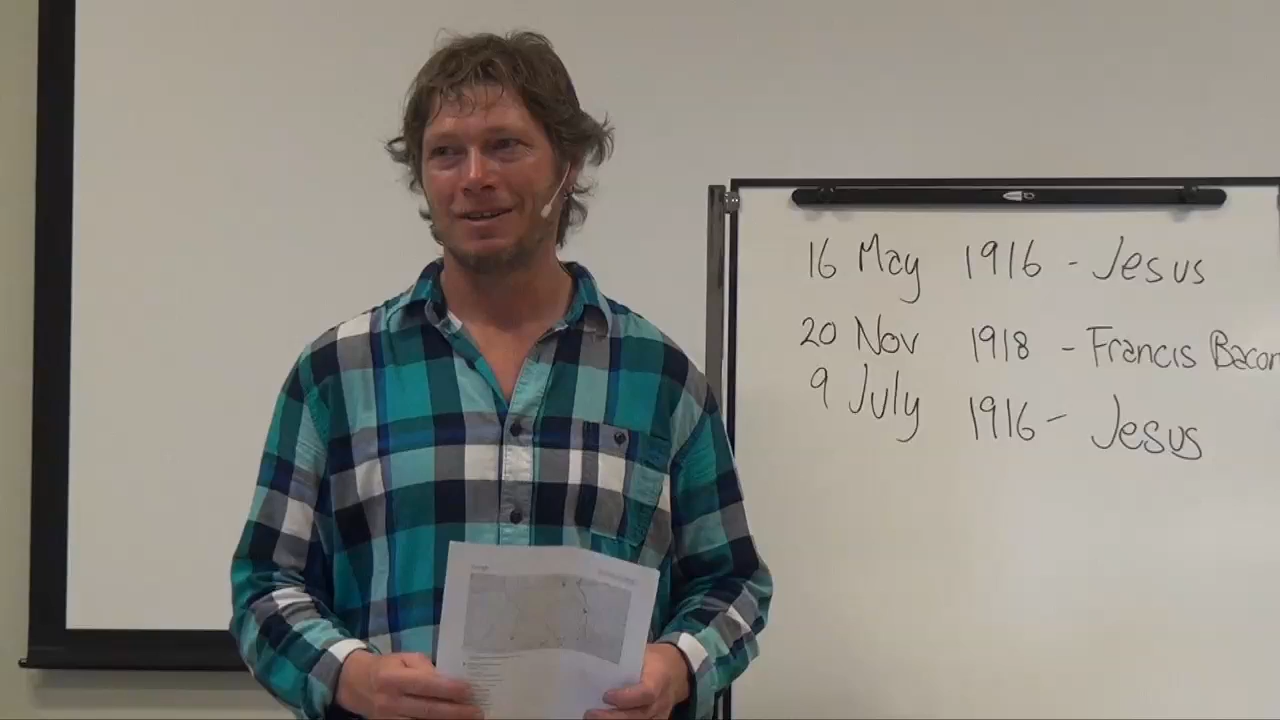 16 May 1916 - Jesus
20 Nov 1918 - Francis Bacon
9 July 1916 - Jesus